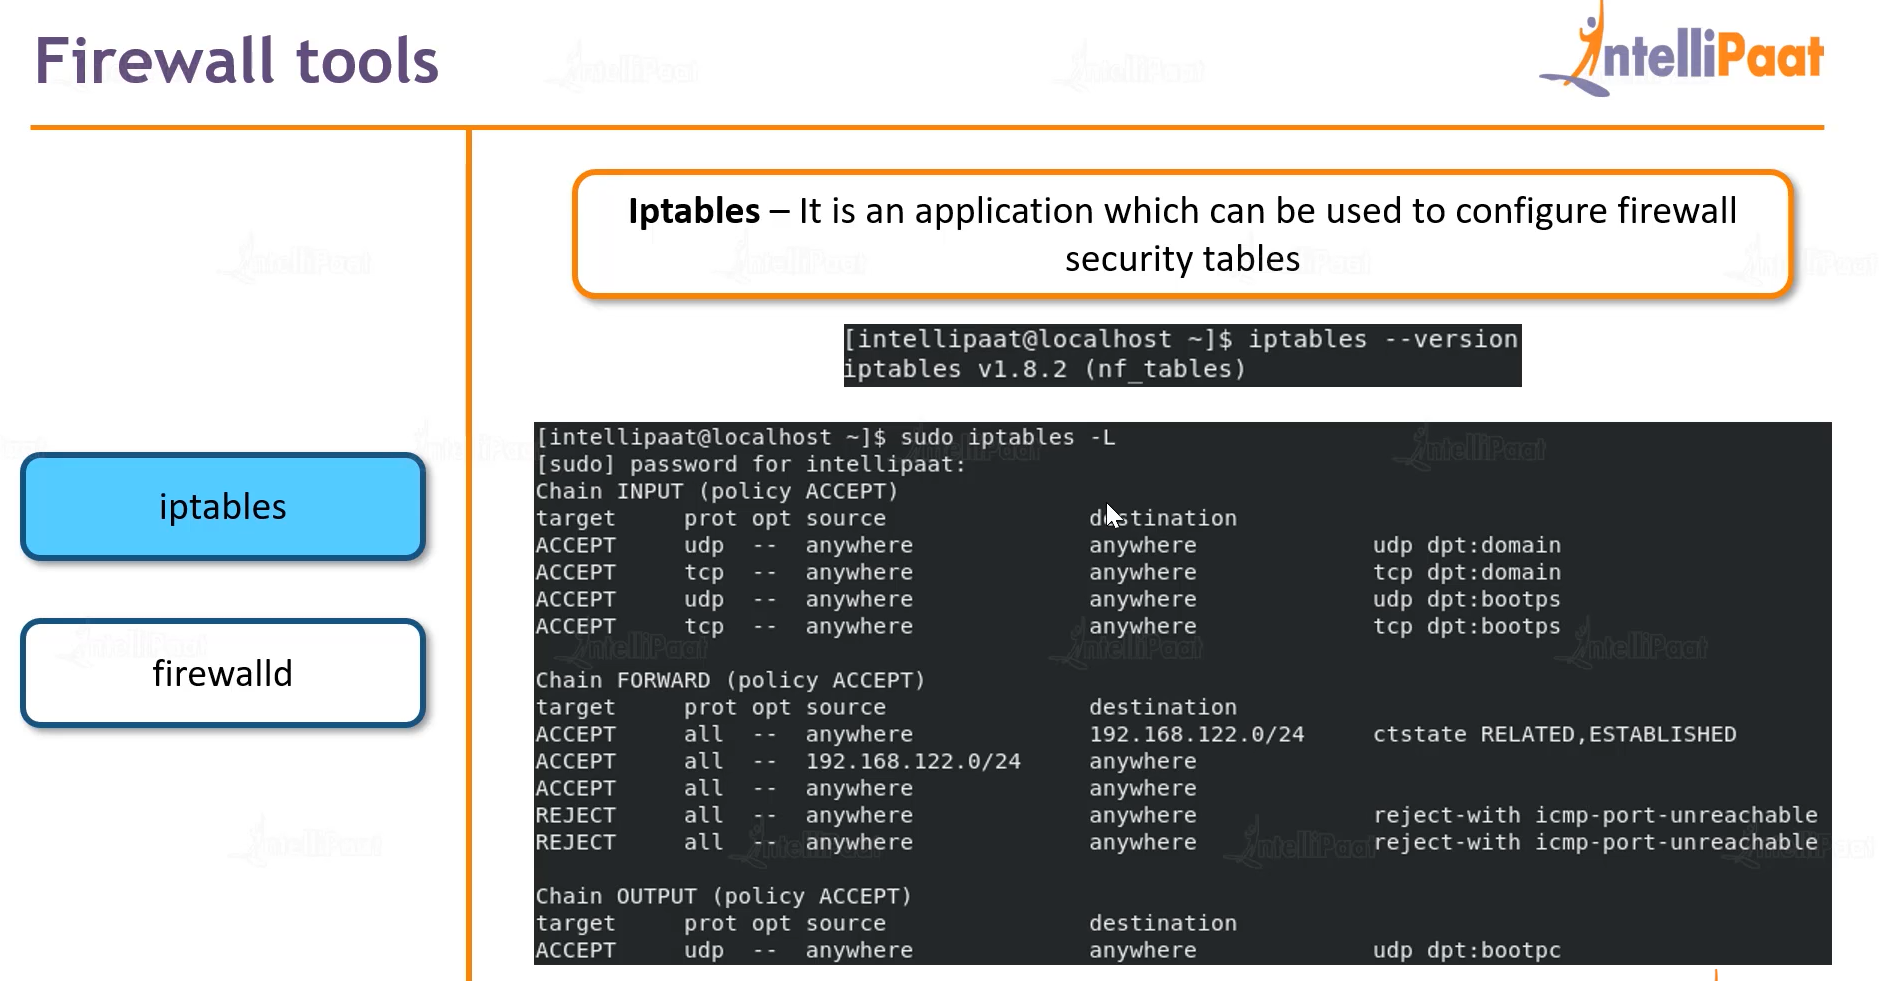 Firewall tools
IntelliPaat
Iptables – It is an application which can be used to configure firewall
security tables
[intellipaat@localhost ~]$ iptables --version
iptables v1.8.2 (nf_tables)
iptables
firewalld
[intellipaat@localhost ~]$ sudo iptables -L
[sudo] password for intellipaat:
Chain INPUT (policy ACCEPT)
target     prot opt source               destination
ACCEPT     udp  --  anywhere             anywhere             udp dpt:domain
ACCEPT     tcp  --  anywhere             anywhere             tcp dpt:domain
ACCEPT     udp  --  anywhere             anywhere             udp dpt:bootps
ACCEPT     tcp  --  anywhere             anywhere             tcp dpt:bootps
Chain FORWARD (policy ACCEPT)
target     prot opt source               destination
ACCEPT     all  --  anywhere             192.168.122.0/24     ctstate RELATED,ESTABLISHED
ACCEPT     all  --  192.168.122.0/24     anywhere
ACCEPT     all  --  anywhere             anywhere
REJECT     all  --  anywhere             anywhere             reject-with icmp-port-unreachable
REJECT     all  --  anywhere             anywhere             reject-with icmp-port-unreachable
Chain OUTPUT (policy ACCEPT)
target     prot opt source               destination
ACCEPT     udp  --  anywhere             anywhere             udp dpt:bootpc